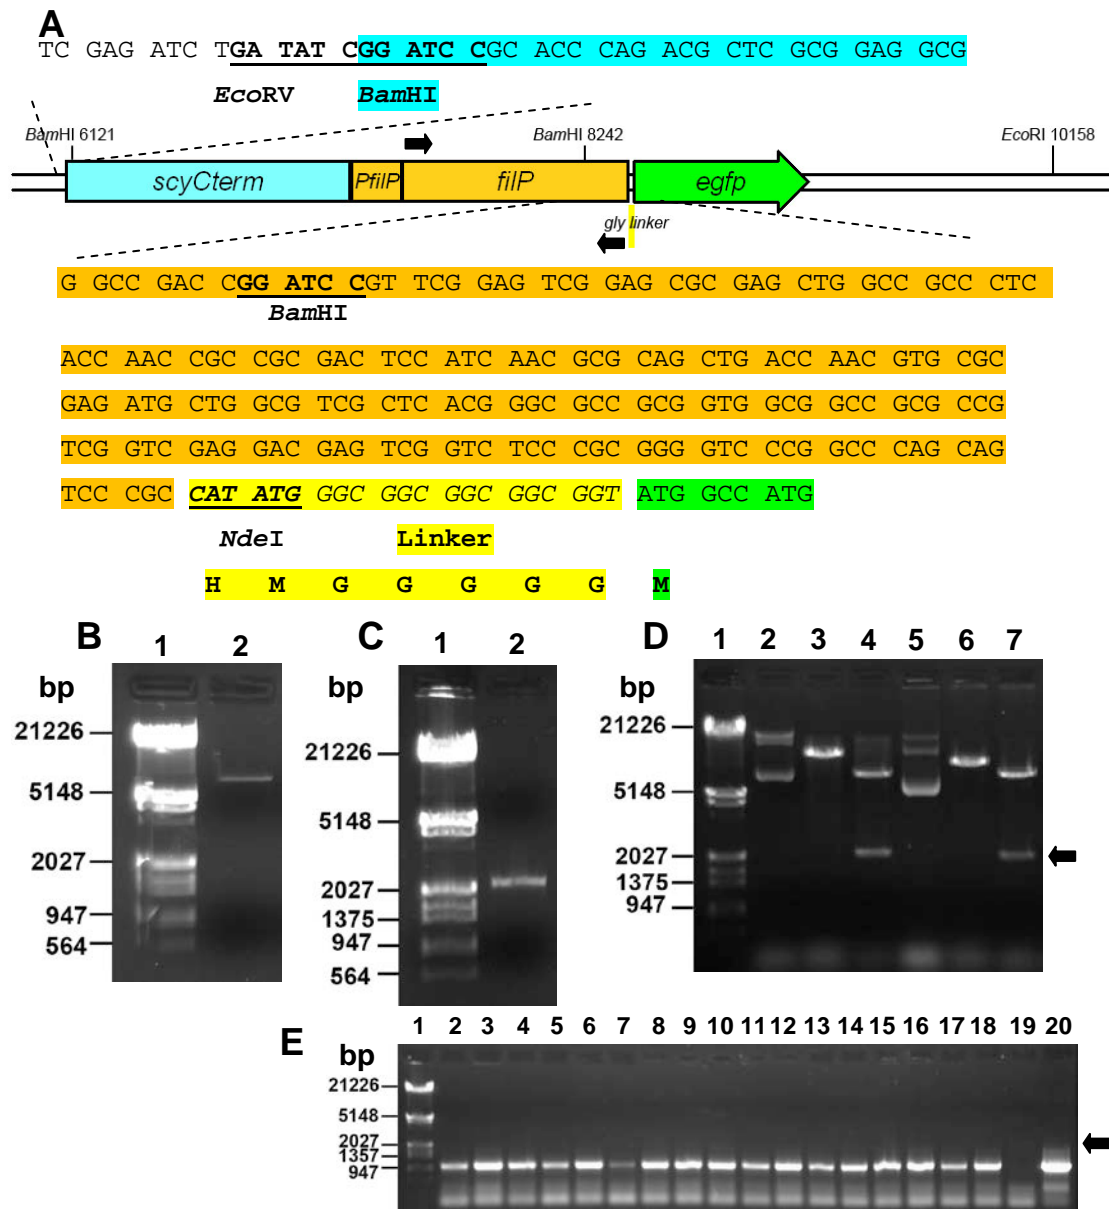 A
TC GAG ATC TGA TAT CGG ATC CGC ACC CAG ACG CTC GCG GAG GCG
EcoRV BamHI
BamHI 6121 BamHI 8242 EcoRI 10158
scyCterm PfilP filP egfp
gly linker
G GCC GAC CGG ATC CGT TCG GAG TCG GAG CGC GAG CTG GCC GCC CTC
BamHI
ACC AAC CGC CGC GAC TCC ATC AAC GCG CAG CTG ACC AAC GTG CGC
GAG ATG CTG GCG TCG CTC ACG GGC GCC GCG GTG GCG GCC GCG CCG
TCG GTC GAG GAC GAG TCG GTC TCC CGC GGG GTC CCG GCC CAG CAG
TCC CGC CAT ATG GGC GGC GGC GGC GGT ATG GCC ATG
NdeI Linker
H M G G G G G M
B 1 2
bp
21226
5148
2027
947
564
C 1 2
bp
21226
5148
2027
1375
947
564
D 1 2 3 4 5 6 7
bp
21226
5148
2027
1375
947
E 1 2 3 4 5 6 7 8 9 10 11 12 13 14 15 16 17 18 19 20
bp
21226
5148
2027
1357
947